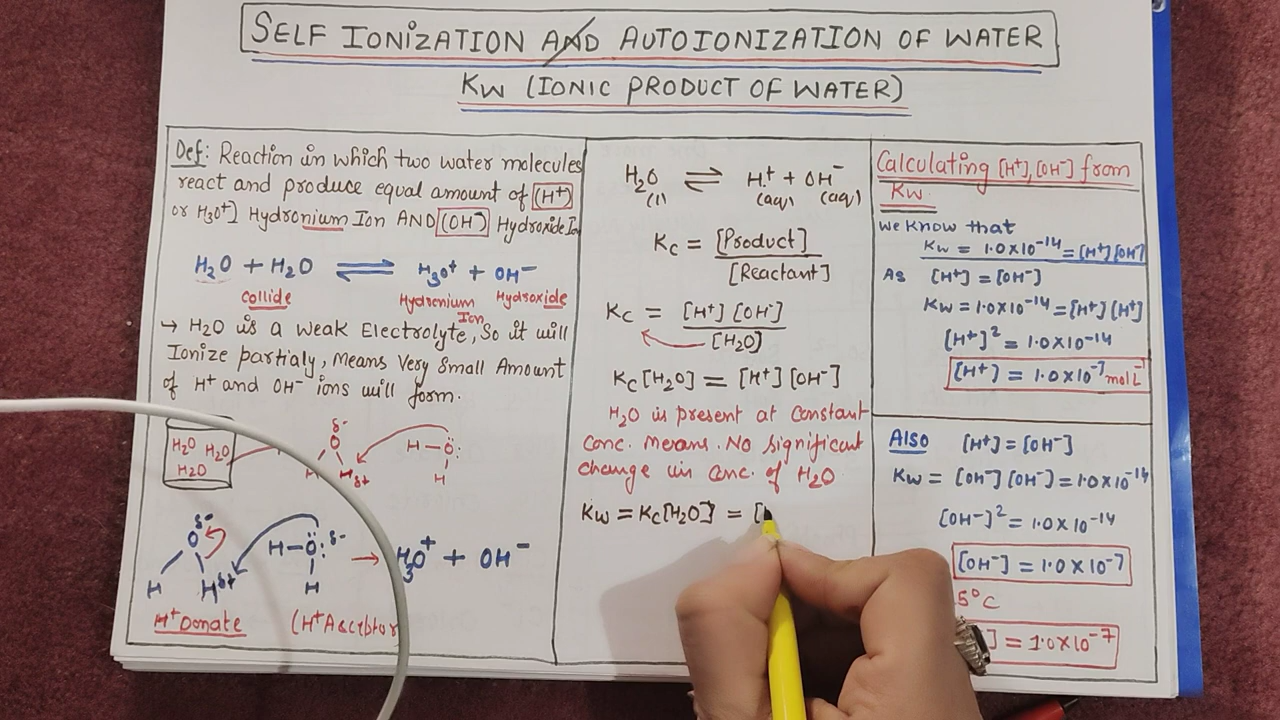 SELF IONIZATION AND AUTOIONIZATION OF WATER
KW (IONIC PRODUCT OF WATER)
Def: Reaction in which two water molecules
react and produce equal amount of (H⁺)
or H₃O⁺] Hydronium Ion AND (OH⁻) Hydroxide Ion
H₂O + H₂O ⇌ H₃O⁺ + OH⁻
collide Hydronium Ion Hydroxide
→ H₂O is a weak Electrolyte, So it will
Ionize partialy, Means Very Small Amount
of H⁺ and OH⁻ ions will form.
H₂O H₂O
H₂O
δ⁻
O
H H δ+
H—O:
H
δ⁻
O
H H δ+
H—O: δ⁻
H
→ H₃O⁺ + OH⁻
H⁺ Donate (H⁺ Acceptor
H₂O ⇌ H⁺ + OH⁻
(l) (aq) (aq)
Kc = [Product]
[Reactant]
Kc = [H⁺] [OH⁻]
[H₂O]
Kc [H₂O] = [H⁺] [OH⁻]
H₂O is present at Constant
Conc. Means. No significant
change in conc. of H₂O
Kw = Kc[H₂O] = [
Calculating [H⁺], [OH⁻] from
Kw.
we know that
Kw = 1.0×10⁻¹⁴ = [H⁺] [OH⁻]
As [H⁺] = [OH⁻]
Kw = 1.0×10⁻¹⁴ = [H⁺] [H⁺]
[H⁺]² = 1.0×10⁻¹⁴
[H⁺] = 1.0×10⁻⁷ mol L⁻¹
Also [H⁺] = [OH⁻]
Kw = [OH⁻] [OH⁻] = 1.0×10⁻¹⁴
[OH⁻]² = 1.0×10⁻¹⁴
[OH⁻] = 1.0×10⁻⁷
5°C
] = 1.0×10⁻⁷